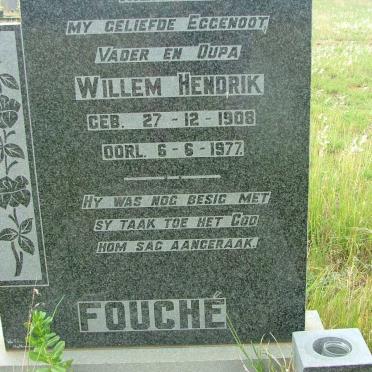 MY GELIEFDE EGGENOOT,
VADER EN OUPA
WILLEM HENDRIK
GEB. 27-12-1908
OORL. 6-6-1977.
HY WAS NOG BESIG MET
SY TAAK TOE HET GOD
HOM SAG AANGERAAK.
FOUCHÉ